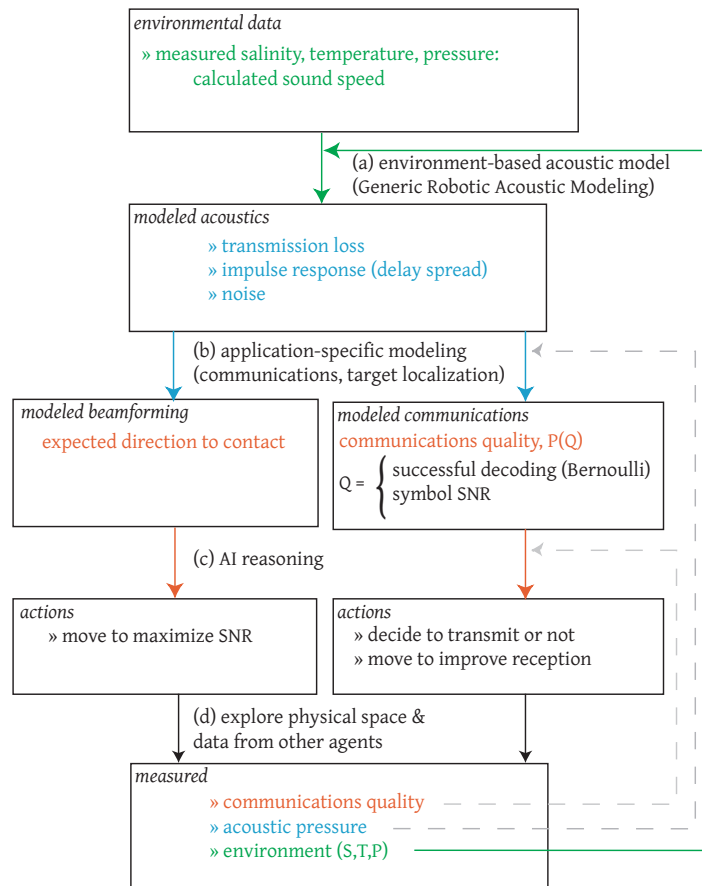 environmental data
» measured salinity, temperature, pressure:
calculated sound speed
(a) environment-based acoustic model
(Generic Robotic Acoustic Modeling)
modeled acoustics
» transmission loss
» impulse response (delay spread)
» noise
(b) application-specific modeling
(communications, target localization)
modeled beamforming
expected direction to contact
modeled communications
communications quality, P(Q)
Q = { successful decoding (Bernoulli)
symbol SNR
(c) AI reasoning
actions
» move to maximize SNR
actions
» decide to transmit or not
» move to improve reception
(d) explore physical space &
data from other agents
measured
» communications quality
» acoustic pressure
» environment (S,T,P)